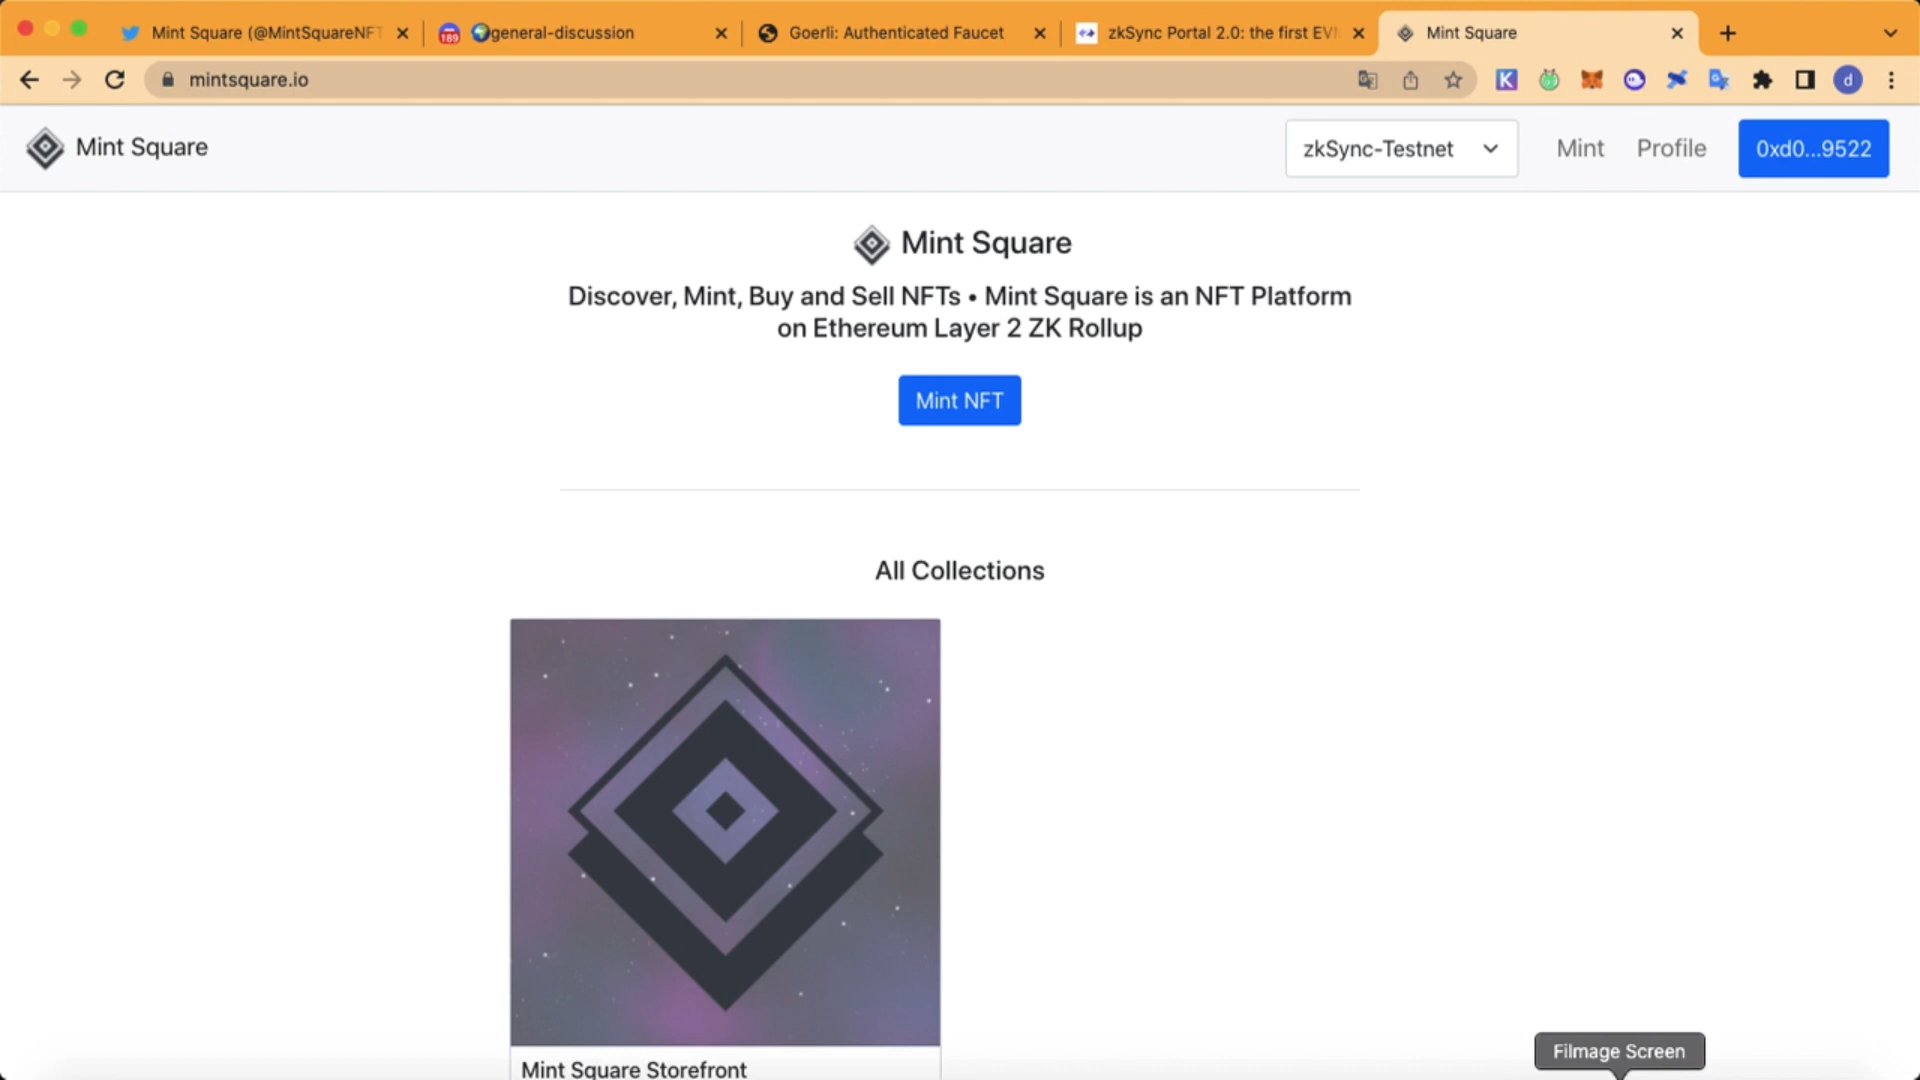 Mint Square (@MintSquareNFT
189
🌍general-discussion
Goerli: Authenticated Faucet
zkSync Portal 2.0: the first EVM
Mint Square
mintsquare.io
K
d
Mint Square
zkSync-Testnet
Mint
Profile
0xd0...9522
Mint Square
Discover, Mint, Buy and Sell NFTs • Mint Square is an NFT Platform
on Ethereum Layer 2 ZK Rollup
Mint NFT
All Collections
Mint Square Storefront
Filmage Screen